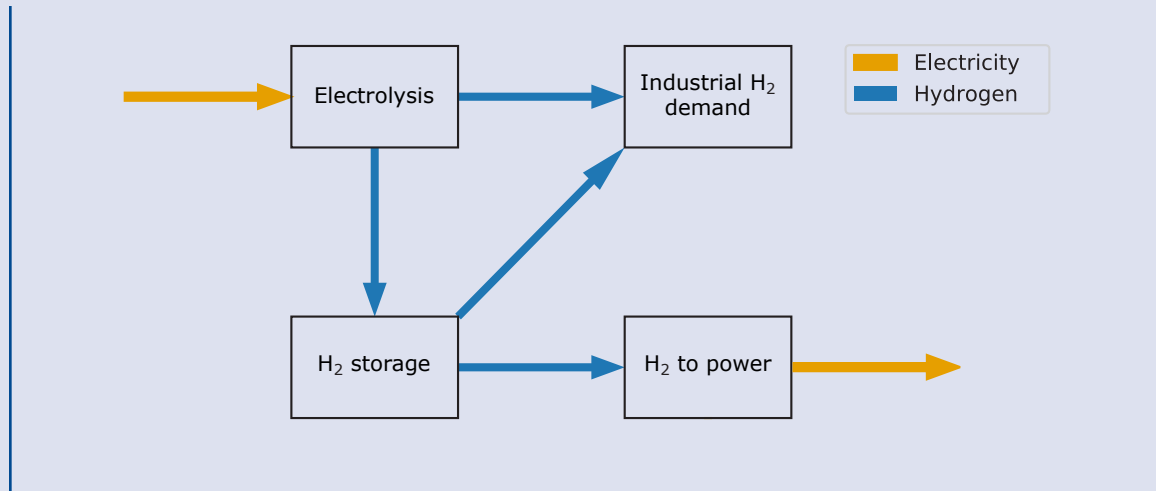 Electrolysis
Industrial H₂
demand
Electricity
Hydrogen
H₂ storage
H₂ to power